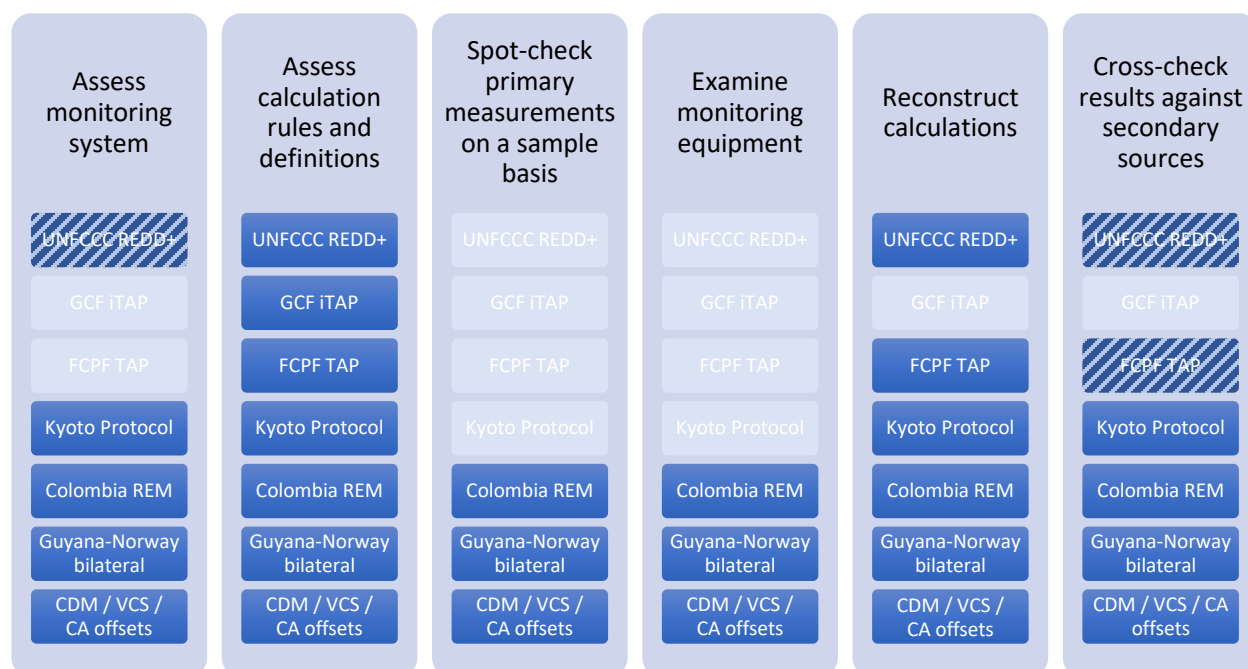 Assess
monitoring
system
UNFCCC REDD+
GCF iTAP
FCPF TAP
Kyoto Protocol
Colombia REM
Guyana-Norway
bilateral
CDM / VCS /
CA offsets
Assess
calculation
rules and
definitions
UNFCCC REDD+
GCF iTAP
FCPF TAP
Kyoto Protocol
Colombia REM
Guyana-Norway
bilateral
CDM / VCS /
CA offsets
Spot-check
primary
measurements
on a sample
basis
UNFCCC REDD+
GCF iTAP
FCPF TAP
Kyoto Protocol
Colombia REM
Guyana-Norway
bilateral
CDM / VCS /
CA offsets
Examine
monitoring
equipment
UNFCCC REDD+
GCF iTAP
FCPF TAP
Kyoto Protocol
Colombia REM
Guyana-Norway
bilateral
CDM / VCS /
CA offsets
Reconstruct
calculations
UNFCCC REDD+
GCF iTAP
FCPF TAP
Kyoto Protocol
Colombia REM
Guyana-Norway
bilateral
CDM / VCS /
CA offsets
Cross-check
results against
secondary
sources
UNFCCC REDD+
GCF iTAP
FCPF TAP
Kyoto Protocol
Colombia REM
Guyana-Norway
bilateral
CDM / VCS / CA
offsets